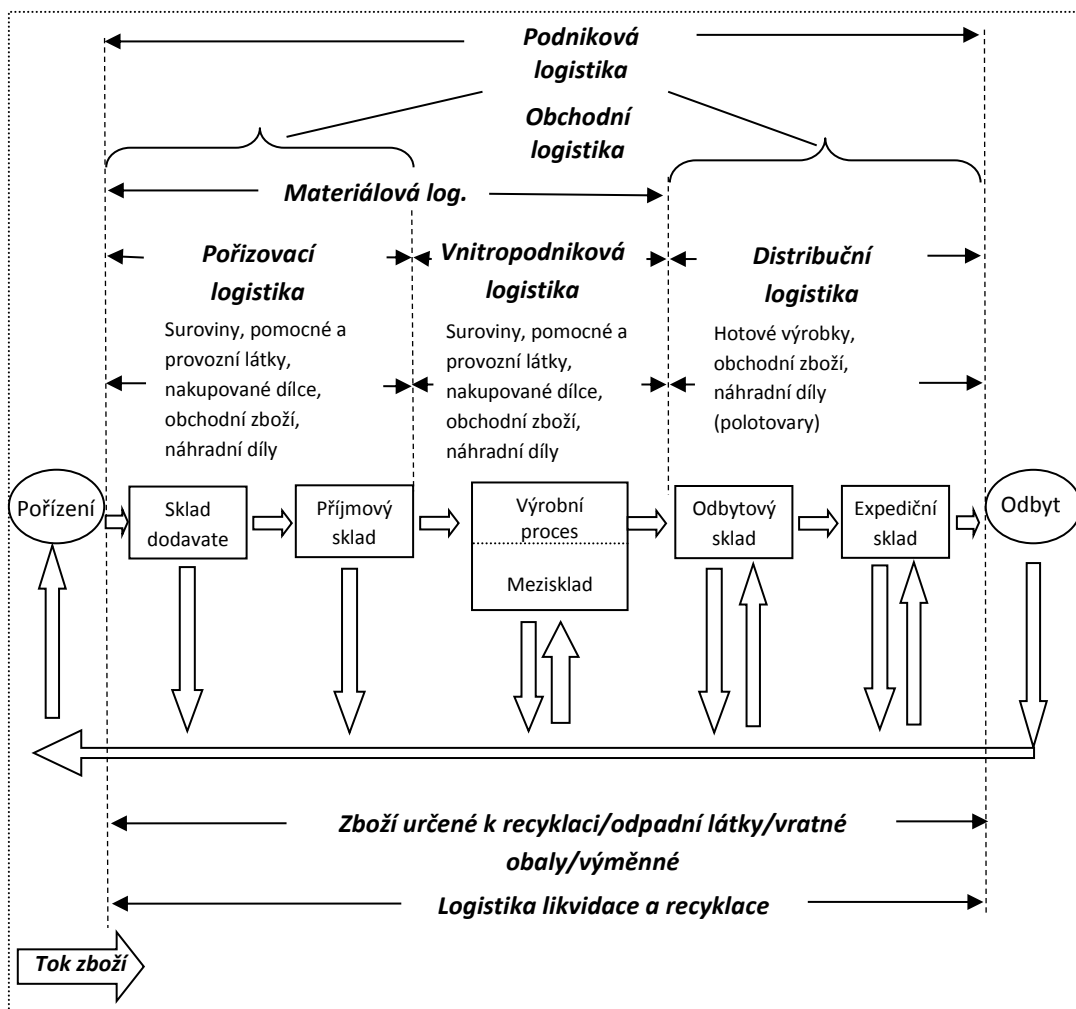 Podniková
logistika
Obchodní
logistika
Materiálová log.
Pořizovací
logistika
Vnitropodniková
logistika
Distribuční
logistika
Suroviny, pomocné a
provozní látky,
nakupované dílce,
obchodní zboží,
náhradní díly
Suroviny, pomocné a
provozní látky,
nakupované dílce,
obchodní zboží,
náhradní díly
Hotové výrobky,
obchodní zboží,
náhradní díly
(polotovary)
Pořízení
Sklad
dodavate
Příjmový
sklad
Výrobní
proces
Mezisklad
Odbytový
sklad
Expediční
sklad
Odbyt
Zboží určené k recyklaci/odpadní látky/vratné
obaly/výměnné
Logistika likvidace a recyklace
Tok zboží